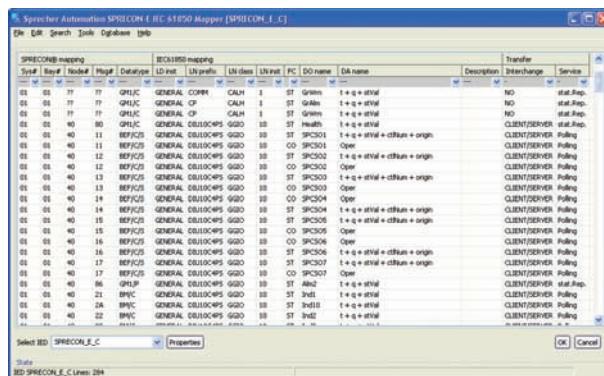 Sprecher Automation SPRECON-E IEC 61850 Mapper [SPRECON_E_C]
File Edit Search Tools Database Help
SPRECON® mapping IEC61850 mapping Transfer
Sys# Bay# Node# Msg# Datatype LD inst LN prefix LN class LN inst FC DO name DA name Description Interchange Service
01 01 ?? ?? GM1/C GENERAL COMM CALH 1 ST GrWrn t + q + stVal NO stat.Rep.
01 01 ?? ?? GM1/C GENERAL CP CALH 1 ST GrAlm t + q + stVal NO stat.Rep.
01 01 ?? ?? GM1/C GENERAL CP CALH 1 ST GrWrn t + q + stVal NO stat.Rep.
01 01 40 80 GM1/C GENERAL DDJ10C4PS GGIO 10 ST Health t + q + stVal CLIENT/SERVER stat.Rep.
01 01 40 11 BEF/C/S GENERAL DDJ10C4PS GGIO 10 ST SPCSO1 t + q + stVal + ctlNum + origin CLIENT/SERVER Polling
01 01 40 11 BEF/C/S GENERAL DDJ10C4PS GGIO 10 CO SPCSO1 Oper CLIENT/SERVER Polling
01 01 40 12 BEF/C/S GENERAL DDJ10C4PS GGIO 10 ST SPCSO2 t + q + stVal + ctlNum + origin CLIENT/SERVER Polling
01 01 40 12 BEF/C/S GENERAL DDJ10C4PS GGIO 10 CO SPCSO2 Oper CLIENT/SERVER Polling
01 01 40 13 BEF/C/S GENERAL DDJ10C4PS GGIO 10 ST SPCSO3 t + q + stVal + ctlNum + origin CLIENT/SERVER Polling
01 01 40 13 BEF/C/S GENERAL DDJ10C4PS GGIO 10 CO SPCSO3 Oper CLIENT/SERVER Polling
01 01 40 14 BEF/C/S GENERAL DDJ10C4PS GGIO 10 CO SPCSO4 Oper CLIENT/SERVER Polling
01 01 40 14 BEF/C/S GENERAL DDJ10C4PS GGIO 10 ST SPCSO4 t + q + stVal + ctlNum + origin CLIENT/SERVER Polling
01 01 40 15 BEF/C/S GENERAL DDJ10C4PS GGIO 10 ST SPCSO5 t + q + stVal + ctlNum + origin CLIENT/SERVER Polling
01 01 40 15 BEF/C/S GENERAL DDJ10C4PS GGIO 10 CO SPCSO5 Oper CLIENT/SERVER Polling
01 01 40 16 BEF/C/S GENERAL DDJ10C4PS GGIO 10 CO SPCSO6 Oper CLIENT/SERVER Polling
01 01 40 16 BEF/C/S GENERAL DDJ10C4PS GGIO 10 ST SPCSO6 t + q + stVal + ctlNum + origin CLIENT/SERVER Polling
01 01 40 17 BEF/C/S GENERAL DDJ10C4PS GGIO 10 ST SPCSO7 t + q + stVal + ctlNum + origin CLIENT/SERVER Polling
01 01 40 17 BEF/C/S GENERAL DDJ10C4PS GGIO 10 CO SPCSO7 Oper CLIENT/SERVER Polling
01 01 40 86 GM1/P GENERAL DDJ10C4PS GGIO 10 ST Alm2 t + q + stVal CLIENT/SERVER stat.Rep.
01 01 40 21 BM/C GENERAL DDJ10C4PS GGIO 10 ST Ind1 t + q + stVal CLIENT/SERVER Polling
01 01 40 2A BM/C GENERAL DDJ10C4PS GGIO 10 ST Ind10 t + q + stVal CLIENT/SERVER Polling
01 01 40 22 BM/C GENERAL DDJ10C4PS GGIO 10 ST Ind2 t + q + stVal CLIENT/SERVER Polling
Select IED SPRECON_E_C Properties OK Cancel
State
IED SPRECON_E_C Lines: 284